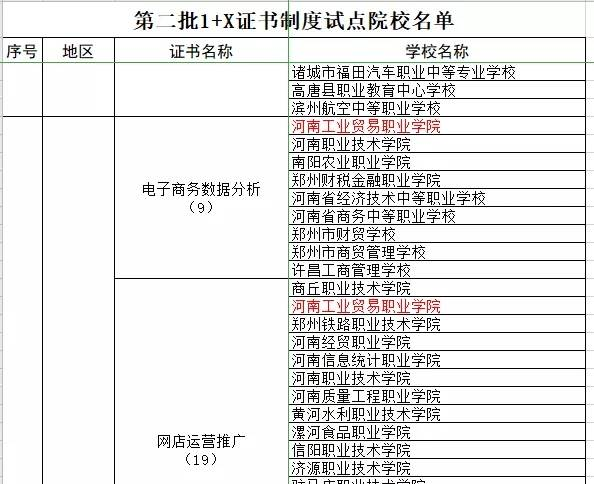 第二批1+X证书制度试点院校名单
序号 地区 证书名称 学校名称
诸城市福田汽车职业中等专业学校
高唐县职业教育中心学校
滨州航空中等职业学校
电子商务数据分析
（9）
河南工业贸易职业学院
河南职业技术学院
南阳农业职业学院
郑州财税金融职业学院
河南省经济技术中等职业学校
河南省商务中等职业学校
郑州市财贸学校
郑州市商贸管理学校
许昌工商管理学校
网店运营推广
（19）
商丘职业技术学院
河南工业贸易职业学院
郑州铁路职业技术学院
河南经贸职业学院
河南信息统计职业学院
河南职业技术学院
河南质量工程职业学院
黄河水利职业技术学院
漯河食品职业学院
信阳职业技术学院
济源职业技术学院